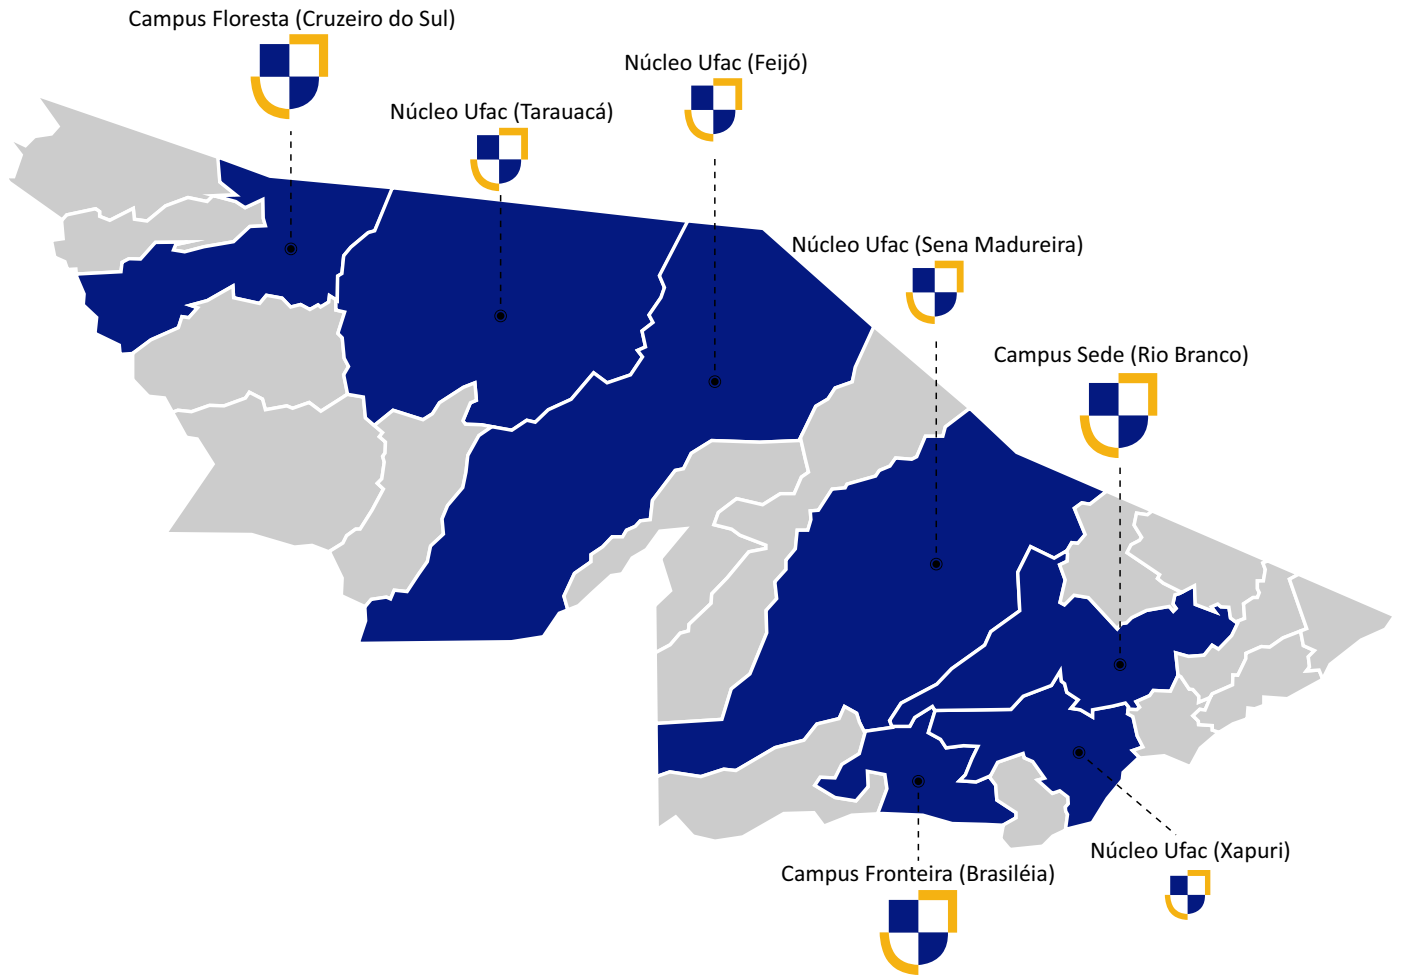 Campus Floresta (Cruzeiro do Sul)
Núcleo Ufac (Feijó)
Núcleo Ufac (Tarauacá)
Núcleo Ufac (Sena Madureira)
Campus Sede (Rio Branco)
Núcleo Ufac (Xapuri)
Campus Fronteira (Brasiléia)